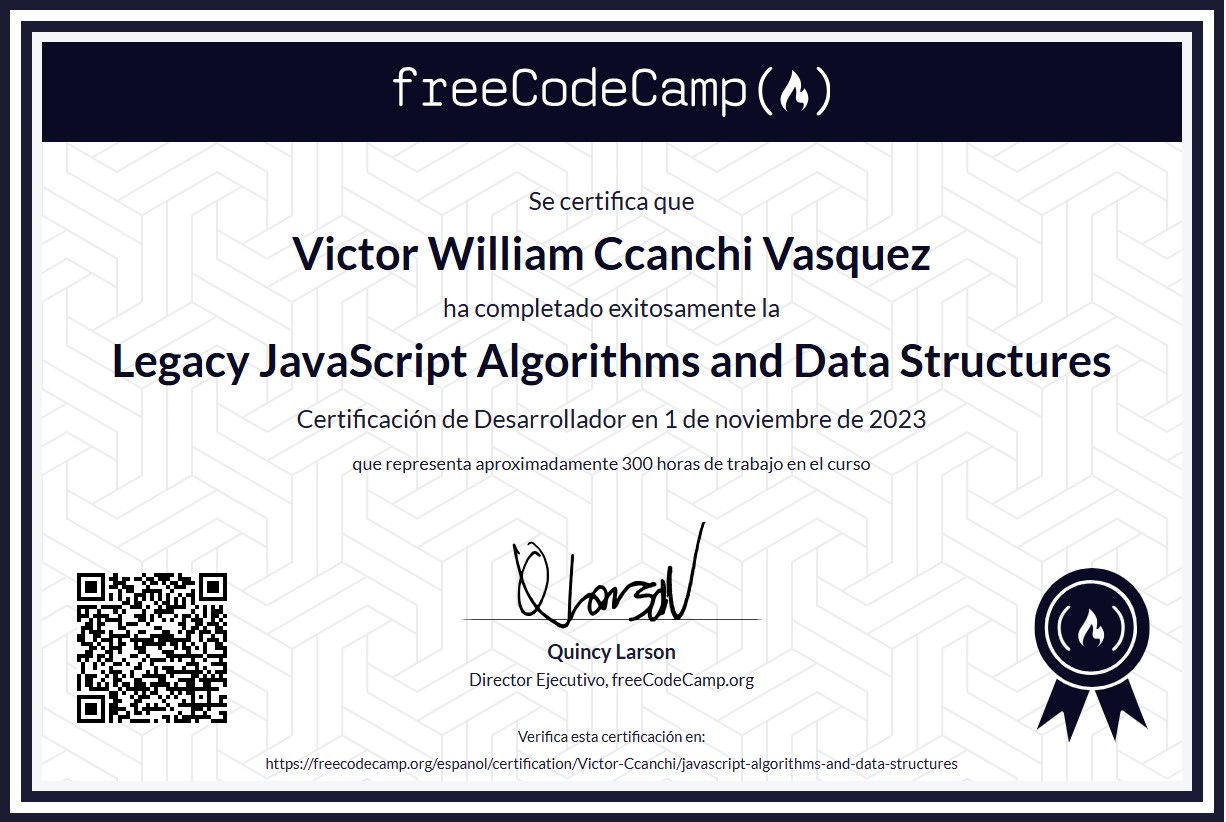 freeCodeCamp
Se certifica que
Victor William Ccanchi Vasquez
ha completado exitosamente la
Legacy JavaScript Algorithms and Data Structures
Certificación de Desarrollador en 1 de noviembre de 2023
que representa aproximadamente 300 horas de trabajo en el curso
Quincy Larson
Director Ejecutivo, freeCodeCamp.org
Verifica esta certificación en:
https://freecodecamp.org/espanol/certification/Victor-Ccanchi/javascript-algorithms-and-data-structures